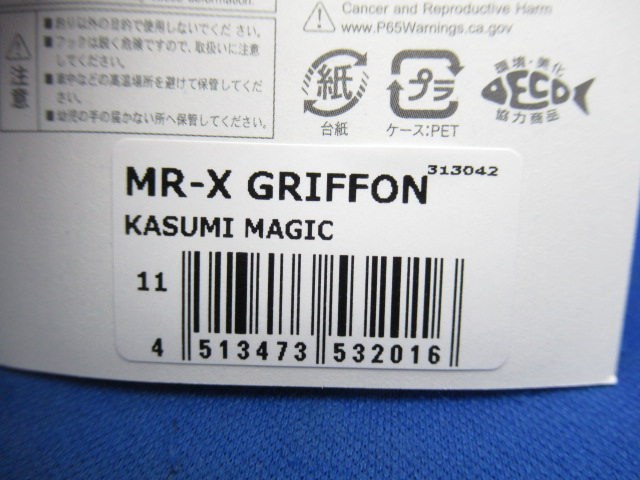 Cancer and Reproductive Harm
www.P65Warnings.ca.gov
注意
■釣り以外の目的で使用しないでください。
■フックは鋭く危険ですので、取扱いに注意
してください。
■車中などの高温場所を避けて保管してくだ
さい。
■幼児の手の届かない所へ保管してください。
紙
台紙
プラ
ケース:PET
環境・美化
ECO
協力商品
MR-X GRIFFON
313042
KASUMI MAGIC
11
4 513473 532016